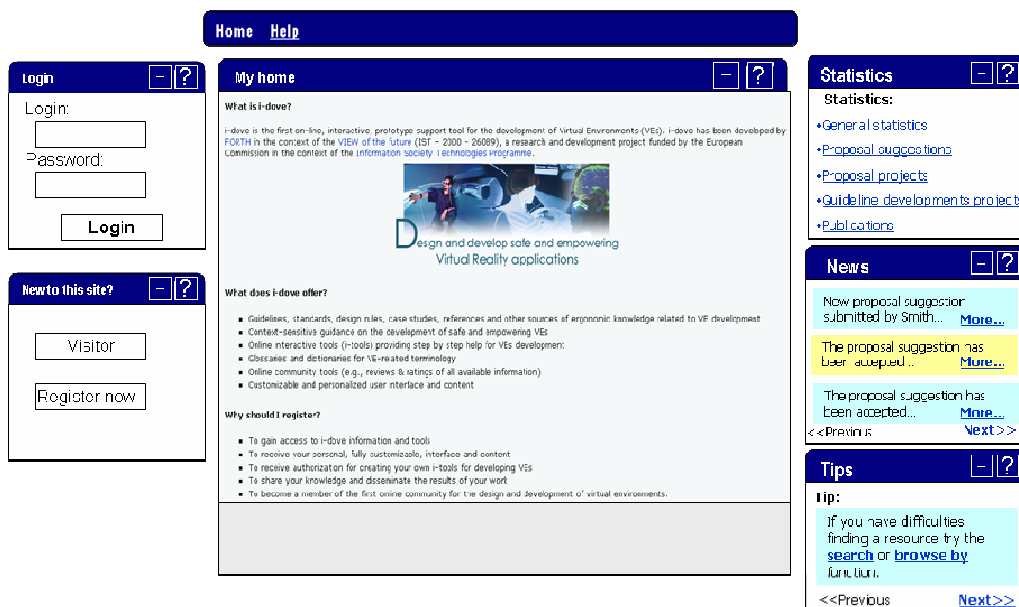 Home Help
Login - ?
Login:
Password:
Login
New to this site? - ?
Visitor
Register now
My home - ?
What is i-dove?
i-dove is the first on-line, interactive, prototype support tool for the development of Virtual Environments (VEs). i-dove has been developed by
FORTH in the context of the VIEW of the future (IST - 2000 - 26089), a research and development project funded by the European
Commission in the context of the Information Society Technologies Programme.
Design and develop safe and empowering
Virtual Reality applications
What does i-dove offer?
▪ Guidelines, standards, design rules, case studies, references and other sources of ergonomic knowledge related to VE development
▪ Context-sensitive guidance on the development of safe and empowering VEs
▪ Online interactive tools (i-tools) providing step by step help for VEs development
▪ Glossaries and dictionaries for VE-related terminology
▪ Online community tools (e.g., reviews & ratings of all available information)
▪ Customizable and personalized user interface and content
Why should I register?
▪ To gain access to i-dove information and tools
▪ To receive your personal, fully customizable, interface and content
▪ To receive authorization for creating your own i-tools for developing VEs
▪ To share your knowledge and disseminate the results of your work
▪ To become a member of the first online community for the design and development of virtual environments.
Statistics - ?
Statistics:
•General statistics
•Proposal suggestions
•Proposal projects
•Guideline developments projects
•Publications
News - ?
New proposal suggestion
submitted by Smith... More...
The proposal suggestion has
been accepted... More...
The proposal suggestion has
been accepted... More...
<<Previous Next>>
Tips - ?
Tip:
If you have difficulties
finding a resource try the
search or browse by
function.
<<Previous Next>>